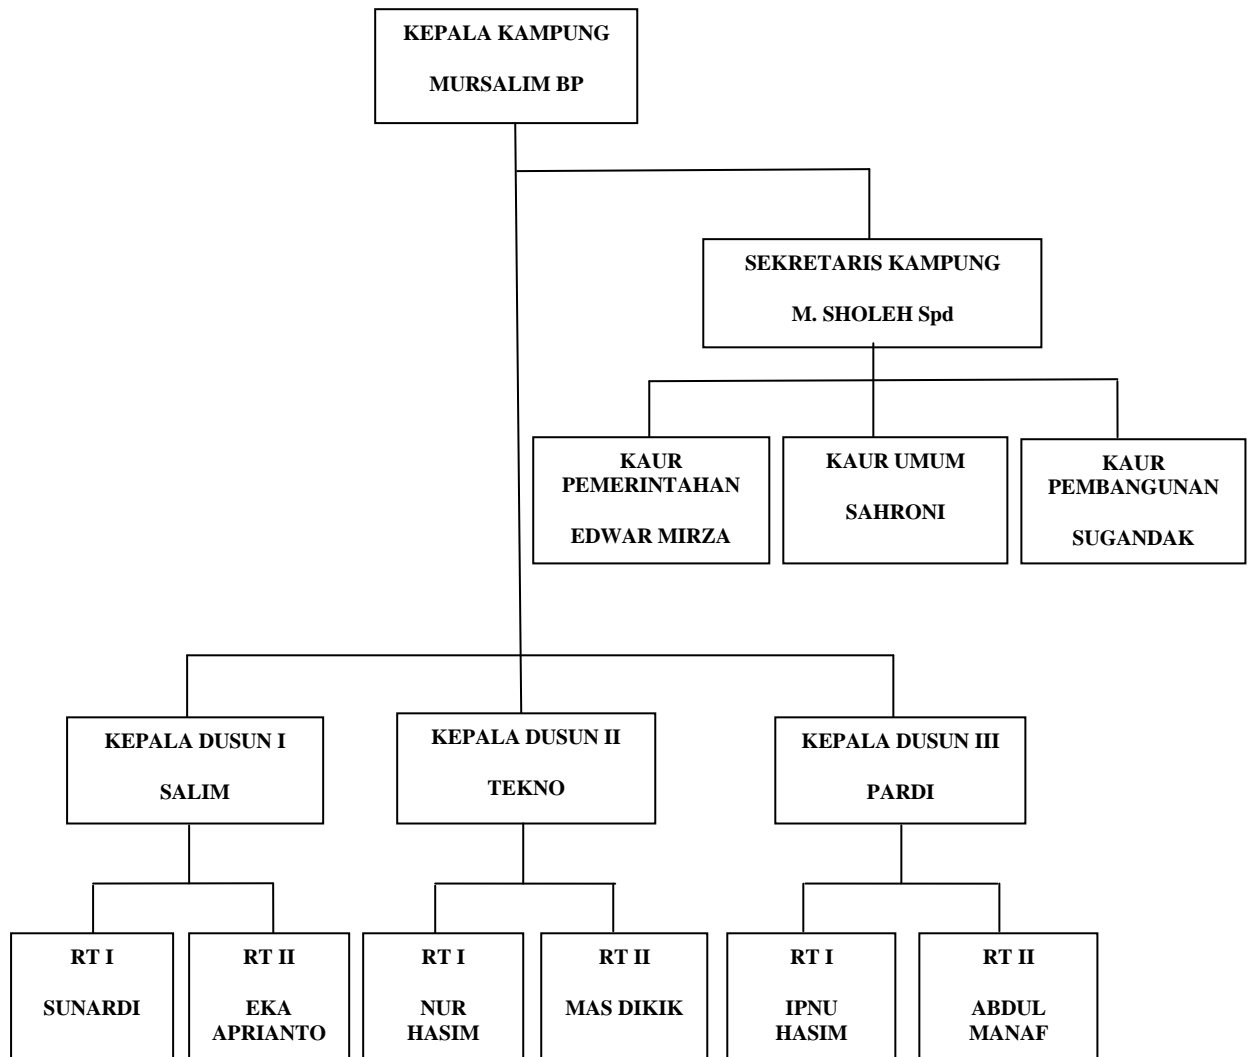 KEPALA KAMPUNG
MURSALIM BP
SEKRETARIS KAMPUNG
M. SHOLEH Spd
KAUR
PEMERINTAHAN
EDWAR MIRZA
KAUR UMUM
SAHRONI
KAUR
PEMBANGUNAN
SUGANDAK
KEPALA DUSUN I
SALIM
KEPALA DUSUN II
TEKNO
KEPALA DUSUN III
PARDI
RT I
SUNARDI
RT II
EKA
APRIANTO
RT I
NUR
HASIM
RT II
MAS DIKIK
RT I
IPNU
HASIM
RT II
ABDUL
MANAF